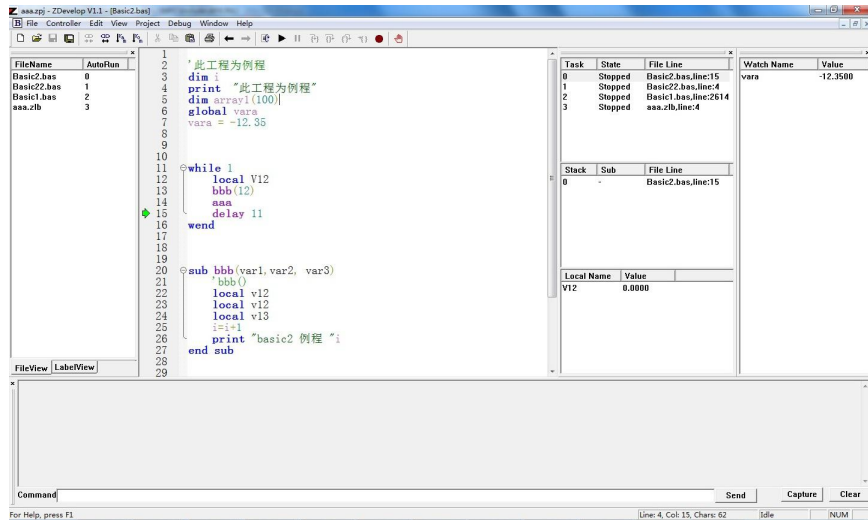 aaa.zpj - ZDevelop V1.1 - [Basic2.bas]
File Controller Edit View Project Debug Window Help
FileName AutoRun
Basic2.bas 0
Basic22.bas 1
Basic1.bas 2
aaa.zlb 3
FileView LabelView
1
2 '此工程为例程
3 dim i
4 print "此工程为例程"
5 dim array1(100)
6 global vara
7 vara = -12.35
8
9
10
11 while 1
12 local V12
13 bbb(12)
14 aaa
15 delay 11
16 wend
17
18
19
20 sub bbb(var1,var2, var3)
21 'bbb()
22 local v12
23 local v12
24 local v13
25 i=i+1
26 print "basic2 例程 "i
27 end sub
28
29
Task State File Line
0 Stopped Basic2.bas,line:15
1 Stopped Basic22.bas,line:4
2 Stopped Basic1.bas,line:2614
3 Stopped aaa.zlb,line:4
Stack Sub File Line
0 - Basic2.bas,line:15
Local Name Value
V12 0.0000
Watch Name Value
vara -12.3500
Command Send Capture Clear
For Help, press F1 Line: 4, Col: 15, Chars: 62 Idle NUM